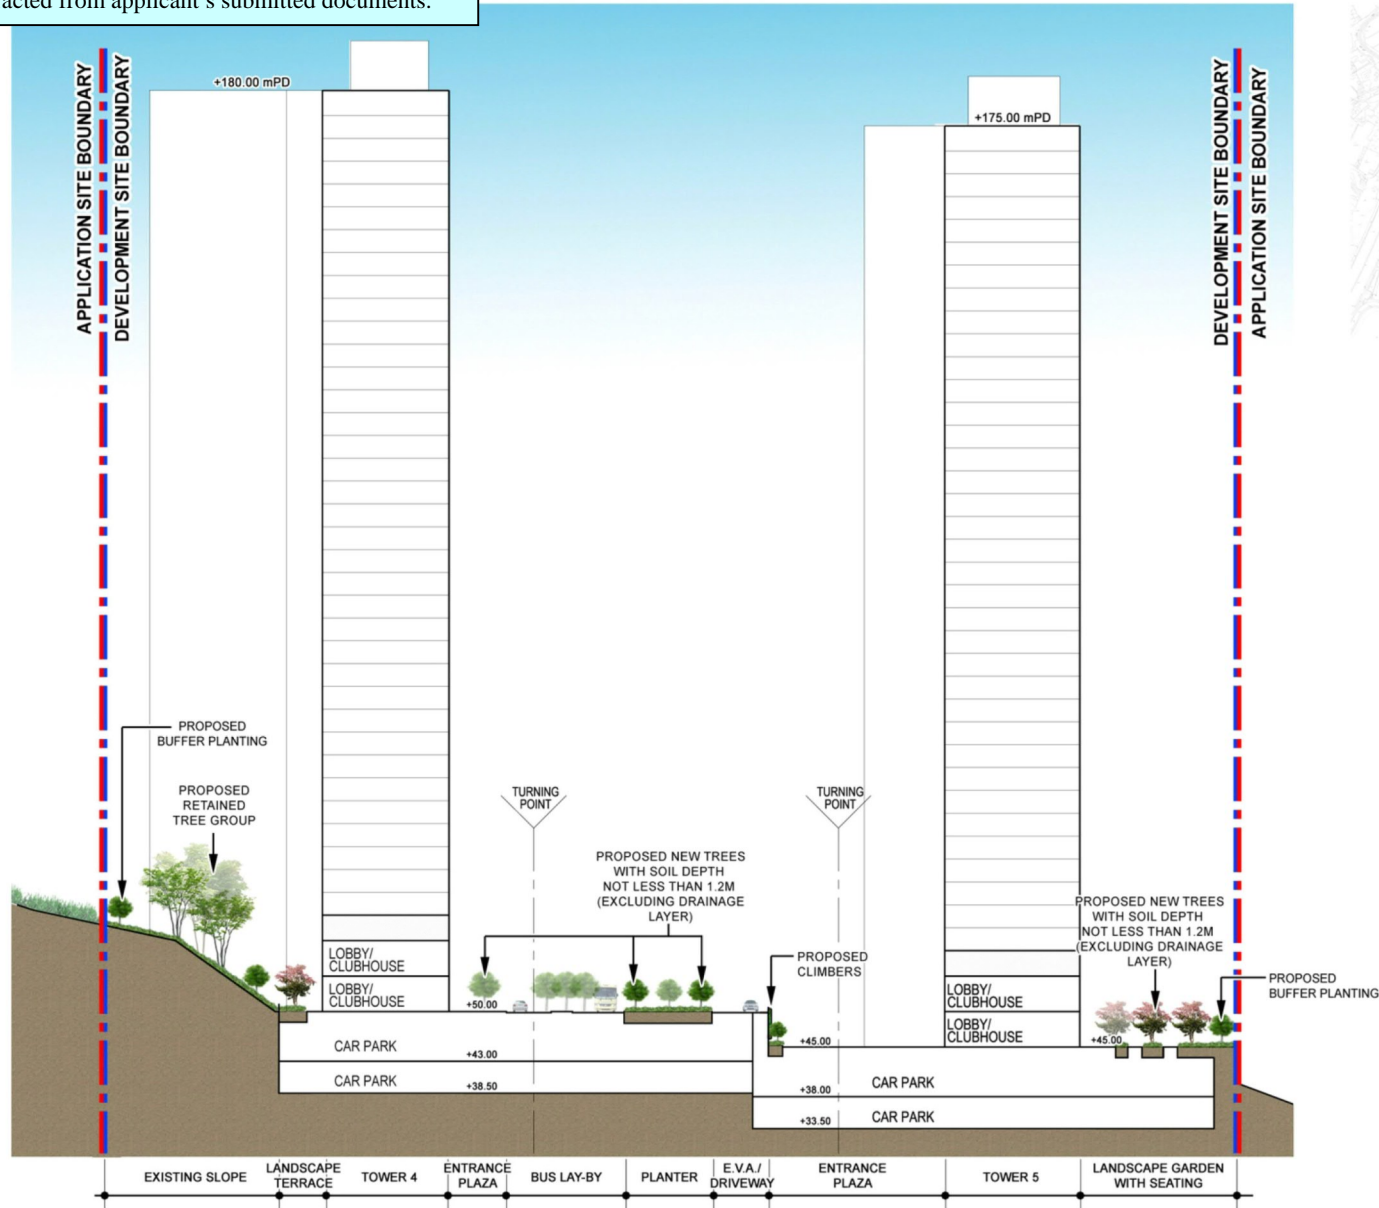 acted from applicant's submitted documents.
APPLICATION SITE BOUNDARY
DEVELOPMENT SITE BOUNDARY
+180.00 mPD
+175.00 mPD
DEVELOPMENT SITE BOUNDARY
APPLICATION SITE BOUNDARY
PROPOSED
BUFFER PLANTING
PROPOSED
RETAINED
TREE GROUP
TURNING
POINT
TURNING
POINT
PROPOSED NEW TREES
WITH SOIL DEPTH
NOT LESS THAN 1.2M
(EXCLUDING DRAINAGE
LAYER)
PROPOSED NEW TREES
WITH SOIL DEPTH
NOT LESS THAN 1.2M
(EXCLUDING DRAINAGE
LAYER)
PROPOSED
CLIMBERS
PROPOSED
BUFFER PLANTING
LOBBY/
CLUBHOUSE
LOBBY/
CLUBHOUSE
+50.00
LOBBY/
CLUBHOUSE
LOBBY/
CLUBHOUSE
+45.00
+45.00
CAR PARK
+43.00
CAR PARK
+38.50
CAR PARK
+38.00
CAR PARK
+33.50
EXISTING SLOPE
LANDSCAPE
TERRACE
TOWER 4
ENTRANCE
PLAZA
BUS LAY-BY
PLANTER
E.V.A./
DRIVEWAY
ENTRANCE
PLAZA
TOWER 5
LANDSCAPE GARDEN
WITH SEATING